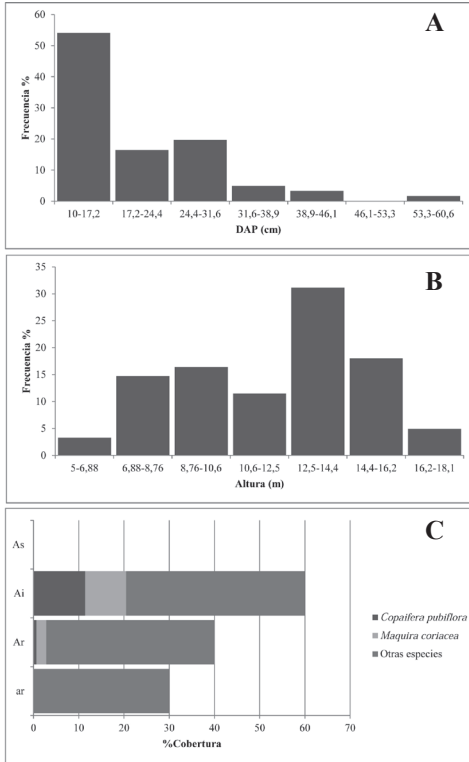 A
Frecuencia %
60
50
40
30
20
10
0
10-17,2 17,2-24,4 24,4-31,6 31,6-38,9 38,9-46,1 46,1-53,3 53,3-60,6
DAP (cm)
B
Frecuencia %
35
30
25
20
15
10
5
0
5-6,88 6,88-8,76 8,76-10,6 10,6-12,5 12,5-14,4 14,4-16,2 16,2-18,1
Altura (m)
C
As
Ai
Ar
ar
Copaifera pubiflora
Maquira coriacea
Otras especies
0 10 20 30 40 50 60 70
%Cobertura